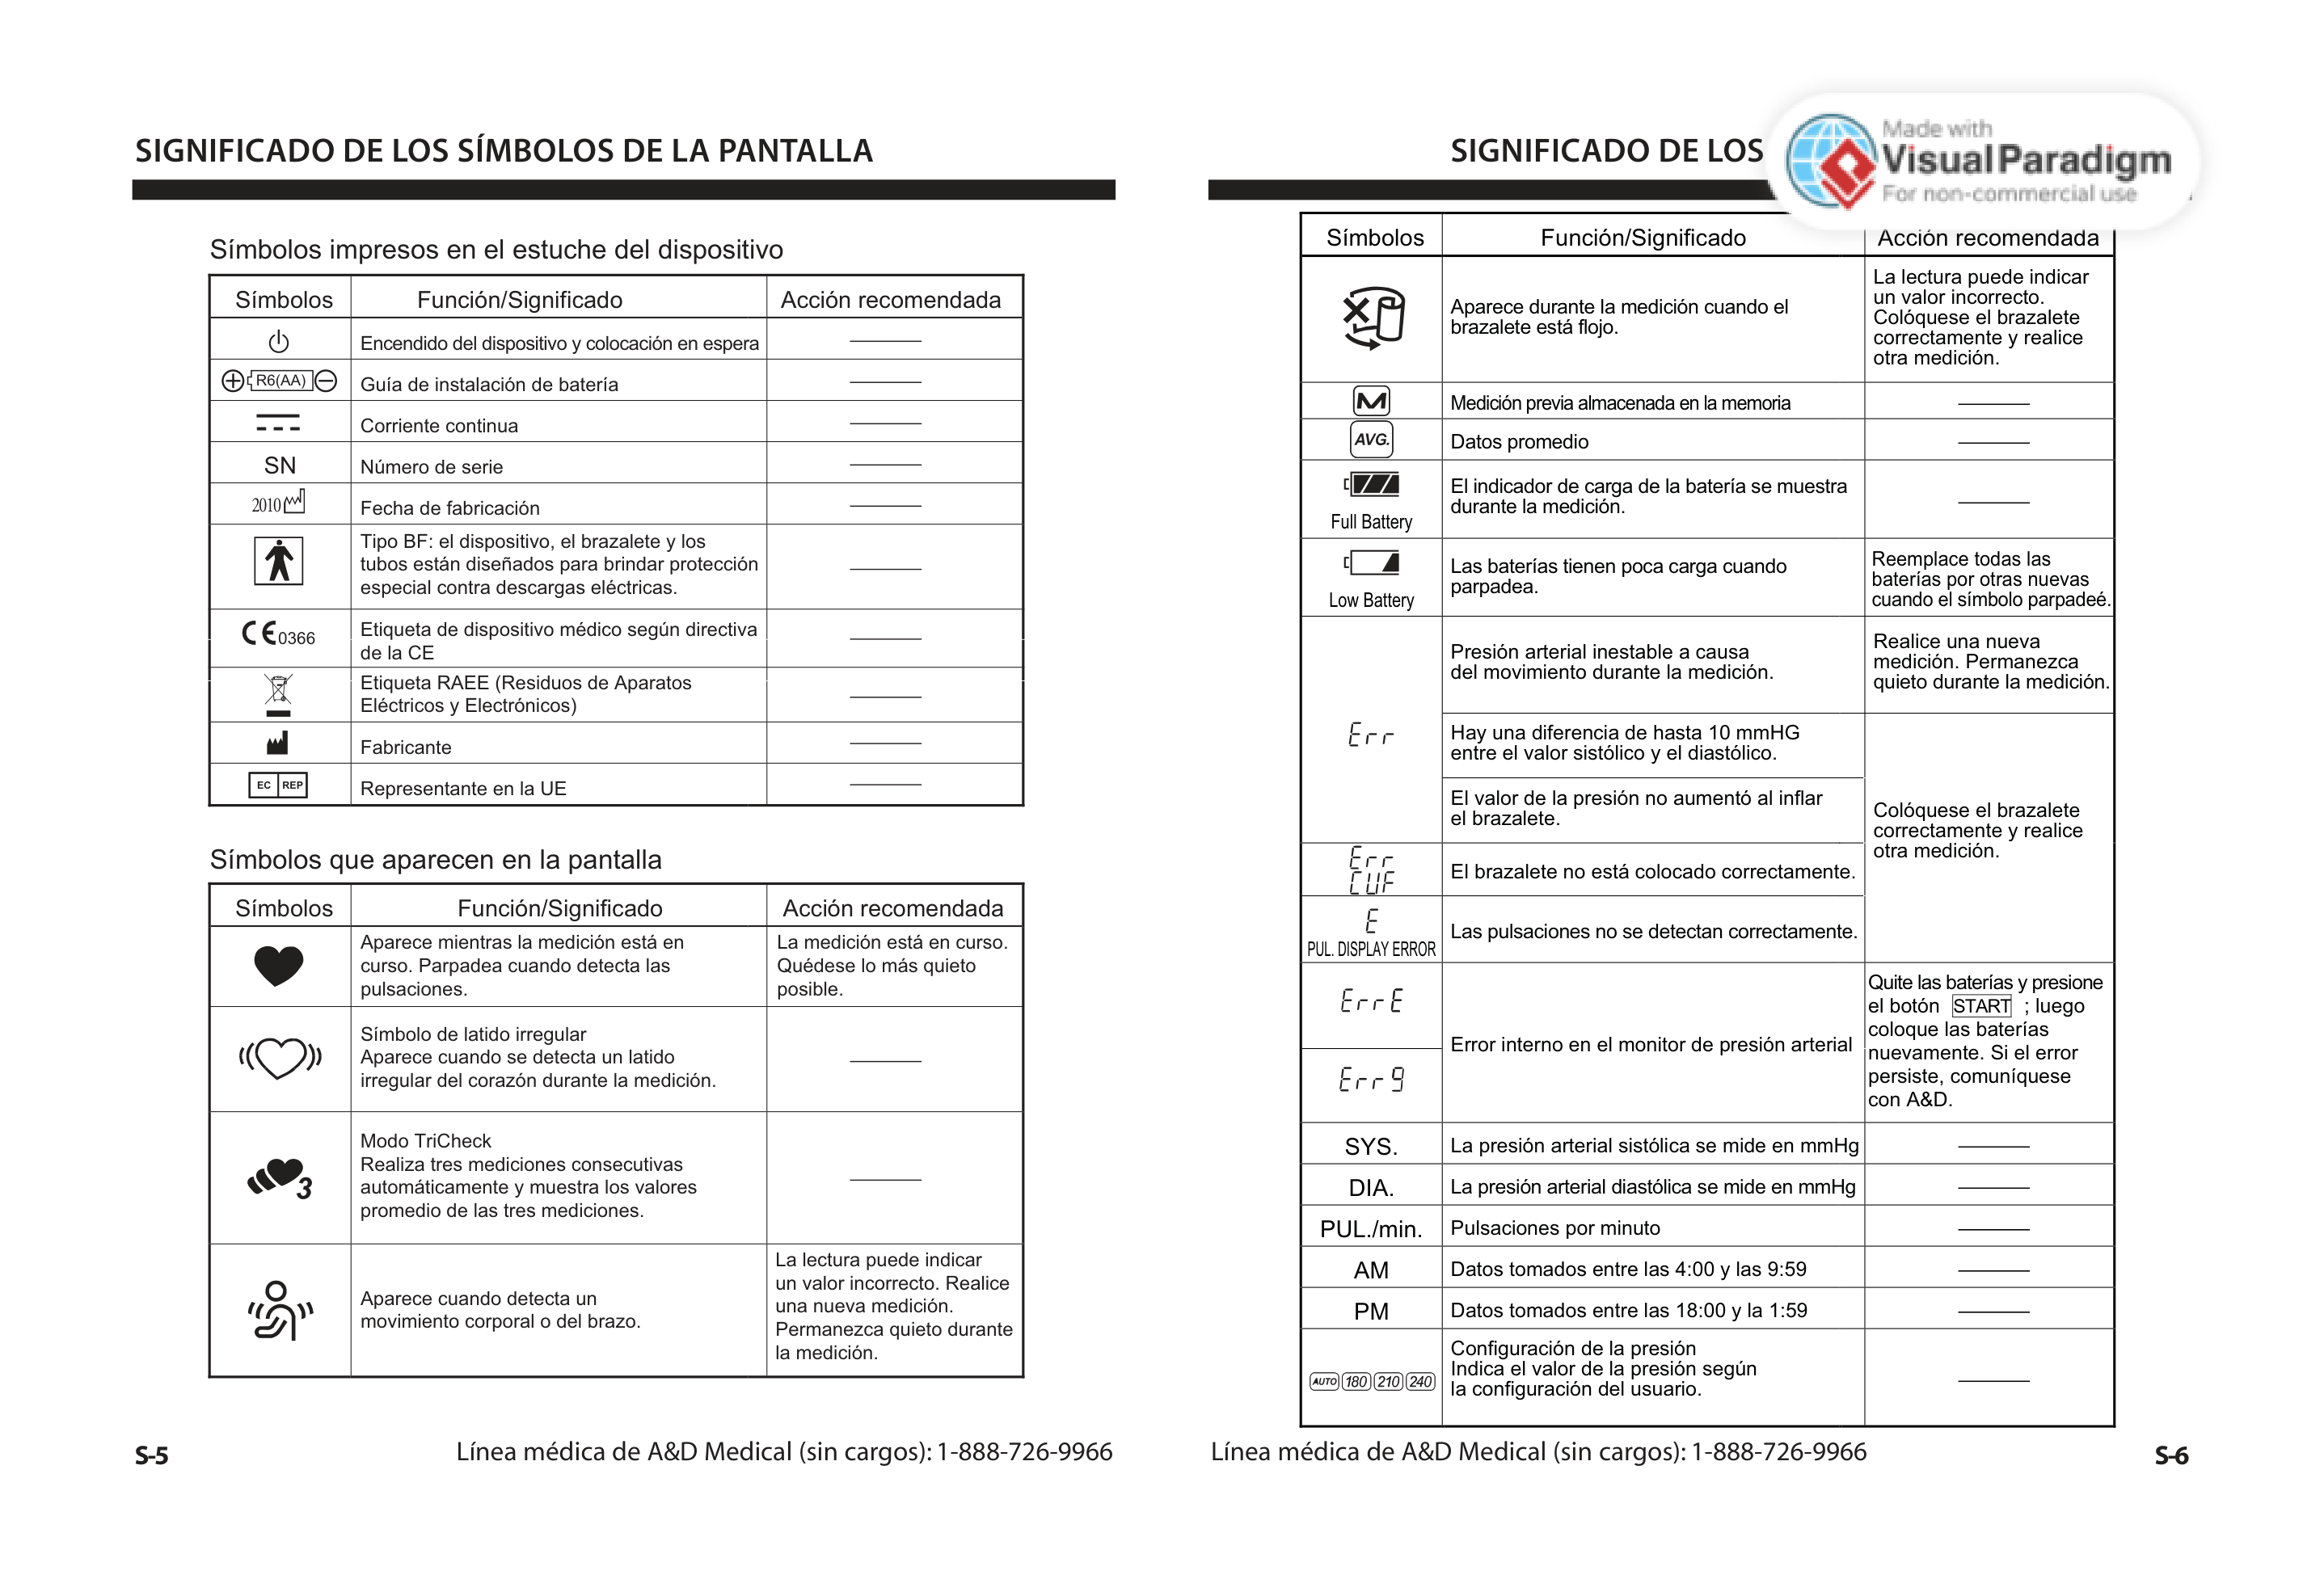 SIGNIFICADO DE LOS SÍMBOLOS DE LA PANTALLA
Símbolos impresos en el estuche del dispositivo
Símbolos Función/Significado Acción recomendada
Encendido del dispositivo y colocación en espera
R6(AA) Guía de instalación de batería
Corriente continua
SN Número de serie
2010 Fecha de fabricación
Tipo BF: el dispositivo, el brazalete y los
tubos están diseñados para brindar protección
especial contra descargas eléctricas.
CE0366 Etiqueta de dispositivo médico según directiva
de la CE
Etiqueta RAEE (Residuos de Aparatos
Eléctricos y Electrónicos)
Fabricante
EC REP Representante en la UE
Símbolos que aparecen en la pantalla
Símbolos Función/Significado Acción recomendada
Aparece mientras la medición está en
curso. Parpadea cuando detecta las
pulsaciones.
La medición está en curso.
Quédese lo más quieto
posible.
Símbolo de latido irregular
Aparece cuando se detecta un latido
irregular del corazón durante la medición.
3
Modo TriCheck
Realiza tres mediciones consecutivas
automáticamente y muestra los valores
promedio de las tres mediciones.
Aparece cuando detecta un
movimiento corporal o del brazo.
La lectura puede indicar
un valor incorrecto. Realice
una nueva medición.
Permanezca quieto durante
la medición.
S-5 Línea médica de A&D Medical (sin cargos): 1-888-726-9966
SIGNIFICADO DE LOS
Made with
Visual Paradigm
For non-commercial use
Símbolos Función/Significado Acción recomendada
Aparece durante la medición cuando el
brazalete está flojo.
La lectura puede indicar
un valor incorrecto.
Colóquese el brazalete
correctamente y realice
otra medición.
M Medición previa almacenada en la memoria
AVG. Datos promedio
Full Battery
El indicador de carga de la batería se muestra
durante la medición.
Low Battery
Las baterías tienen poca carga cuando
parpadea.
Reemplace todas las
baterías por otras nuevas
cuando el símbolo parpadeé.
Err
Presión arterial inestable a causa
del movimiento durante la medición.
Realice una nueva
medición. Permanezca
quieto durante la medición.
Hay una diferencia de hasta 10 mmHG
entre el valor sistólico y el diastólico.
El valor de la presión no aumentó al inflar
el brazalete.
Colóquese el brazalete
correctamente y realice
otra medición.
Err
CUF
El brazalete no está colocado correctamente.
E
PUL. DISPLAY ERROR
Las pulsaciones no se detectan correctamente.
Err E
Err 9
Error interno en el monitor de presión arterial
Quite las baterías y presione
el botón START ; luego
coloque las baterías
nuevamente. Si el error
persiste, comuníquese
con A&D.
SYS. La presión arterial sistólica se mide en mmHg
DIA. La presión arterial diastólica se mide en mmHg
PUL./min. Pulsaciones por minuto
AM Datos tomados entre las 4:00 y las 9:59
PM Datos tomados entre las 18:00 y la 1:59
AUTO 180 210 240
Configuración de la presión
Indica el valor de la presión según
la configuración del usuario.
Línea médica de A&D Medical (sin cargos): 1-888-726-9966 S-6